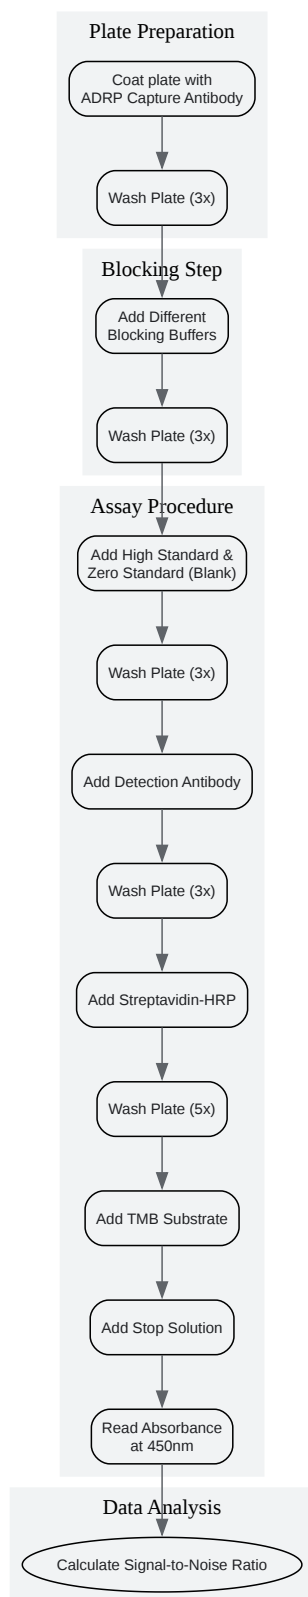 Plate Preparation
Coat plate with
ADRP Capture Antibody
Wash Plate (3x)
Blocking Step
Add Different
Blocking Buffers
Wash Plate (3x)
Assay Procedure
Add High Standard &
Zero Standard (Blank)
Wash Plate (3x)
Add Detection Antibody
Wash Plate (3x)
Add Streptavidin-HRP
Wash Plate (5x)
Add TMB Substrate
Add Stop Solution
Read Absorbance
at 450nm
Data Analysis
Calculate Signal-to-Noise Ratio